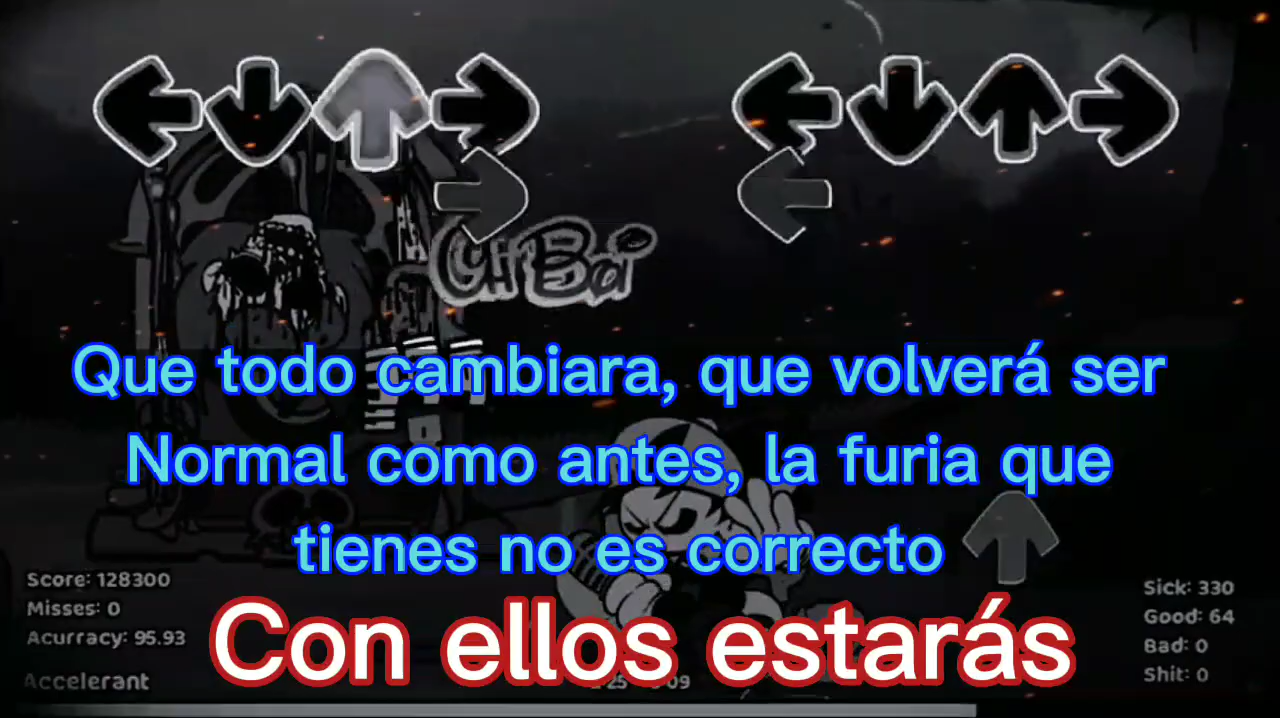 Que todo cambiara, que volverá ser
Normal como antes, la furia que
tienes no es correcto
Score: 128300
Misses: 0
Acurracy: 95.93
Con ellos estarás
Accelerant
Sick: 330
Good: 64
Bad: 0
Shit: 0